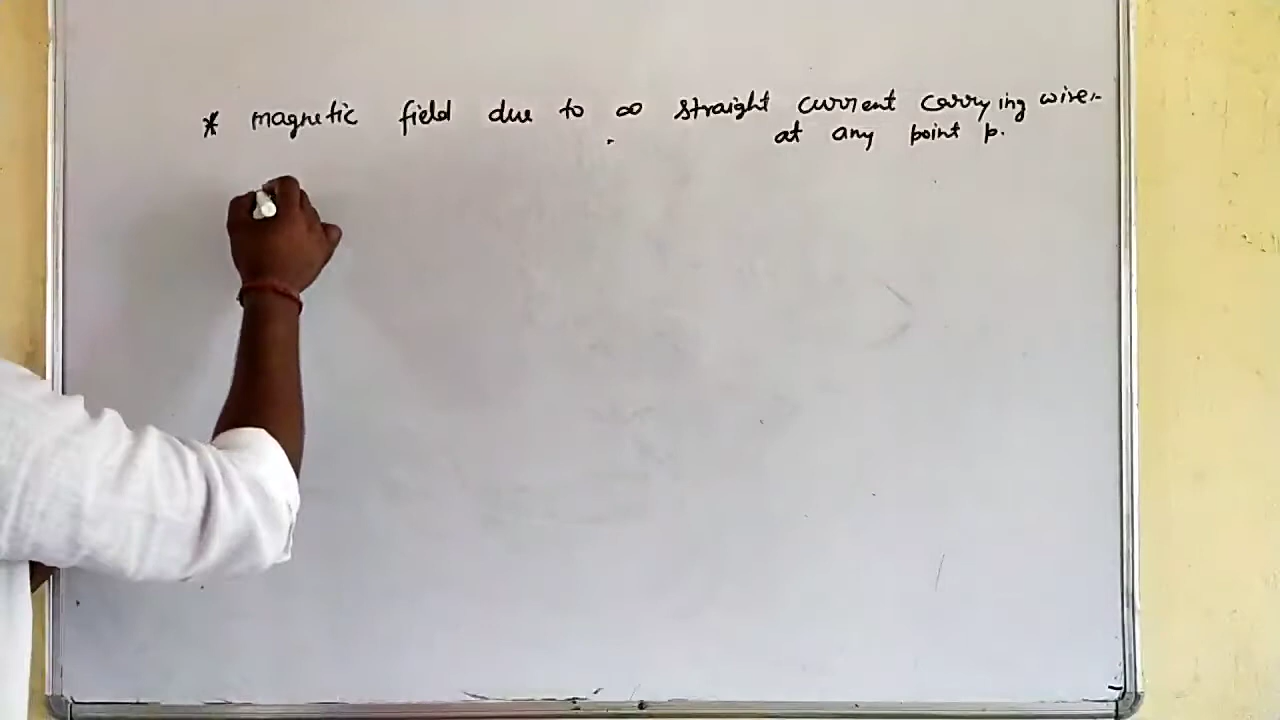 * magnetic field due to ∞ straight current carrying wire.
at any point p.